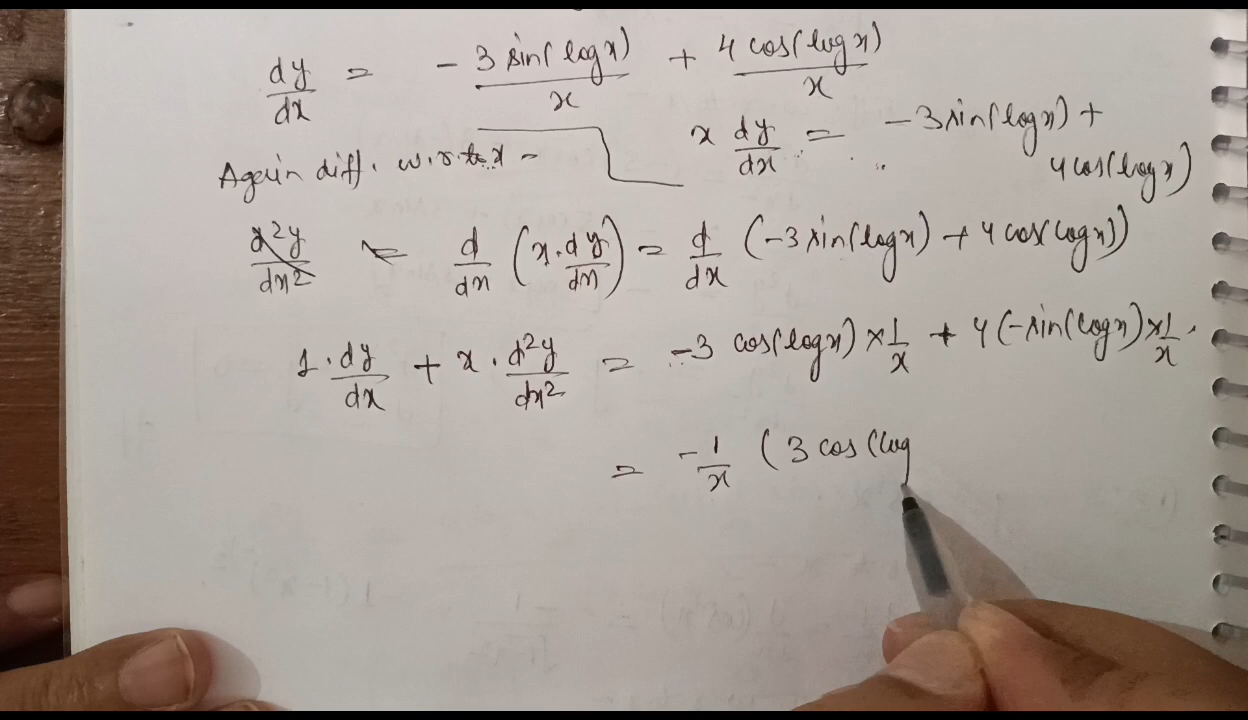 dy/dx = - 3 sin(log x)/x + 4 cos(log x)/x
x dy/dx = -3 sin(log x) +
4 cos(log x)
Again diff. w.r.to x -
d²y/dx² = d/dx (x. dy/dx) = d/dx (-3 sin(log x) + 4 cos(log x))
1. dy/dx + x. d²y/dx² = -3 cos(log x) × 1/x + 4(-sin(log x) × 1/x.
= -1/x (3 cos (log